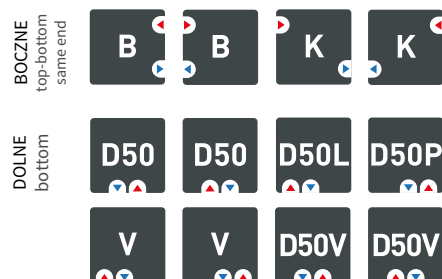 BOCZNE
top-bottom
same end
B B K K
DOLNE
bottom
D50 D50 D50L D50P
V V D50V D50V